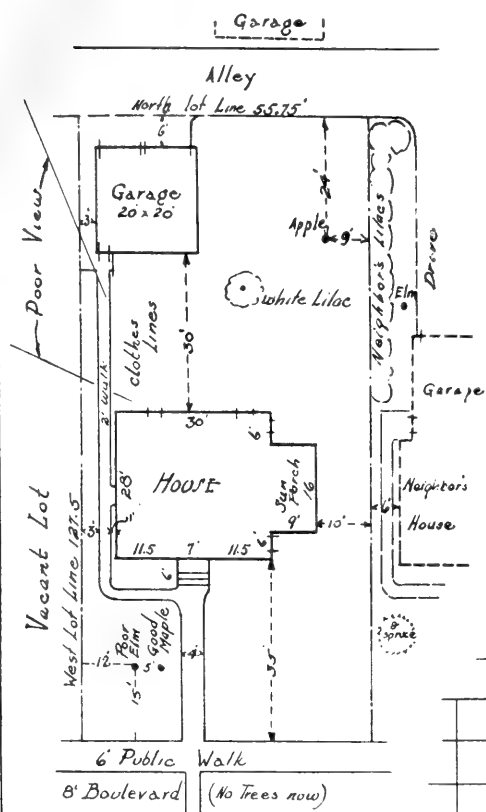 Garage
Alley
North lot Line 55.75'
6'
Garage
20' x 20'
3'
Poor View
24'
Apple
9'
Neighbor's Lilacs
Drive
Elm
White Lilac
clothes Lines
30'
2' Walk
Garage
30'
6'
HOUSE
28'
Sun Porch
16
9'
10'
6'
Neighbor's
House
6'
3'
11.5
7'
11.5
6'
Vacant Lot
West Lot Line 127.5
Poor Elm
Good Maple
12'
5'
15'
4'
35'
8'
spruce
6' Public Walk
8' Boulevard (No Trees now)